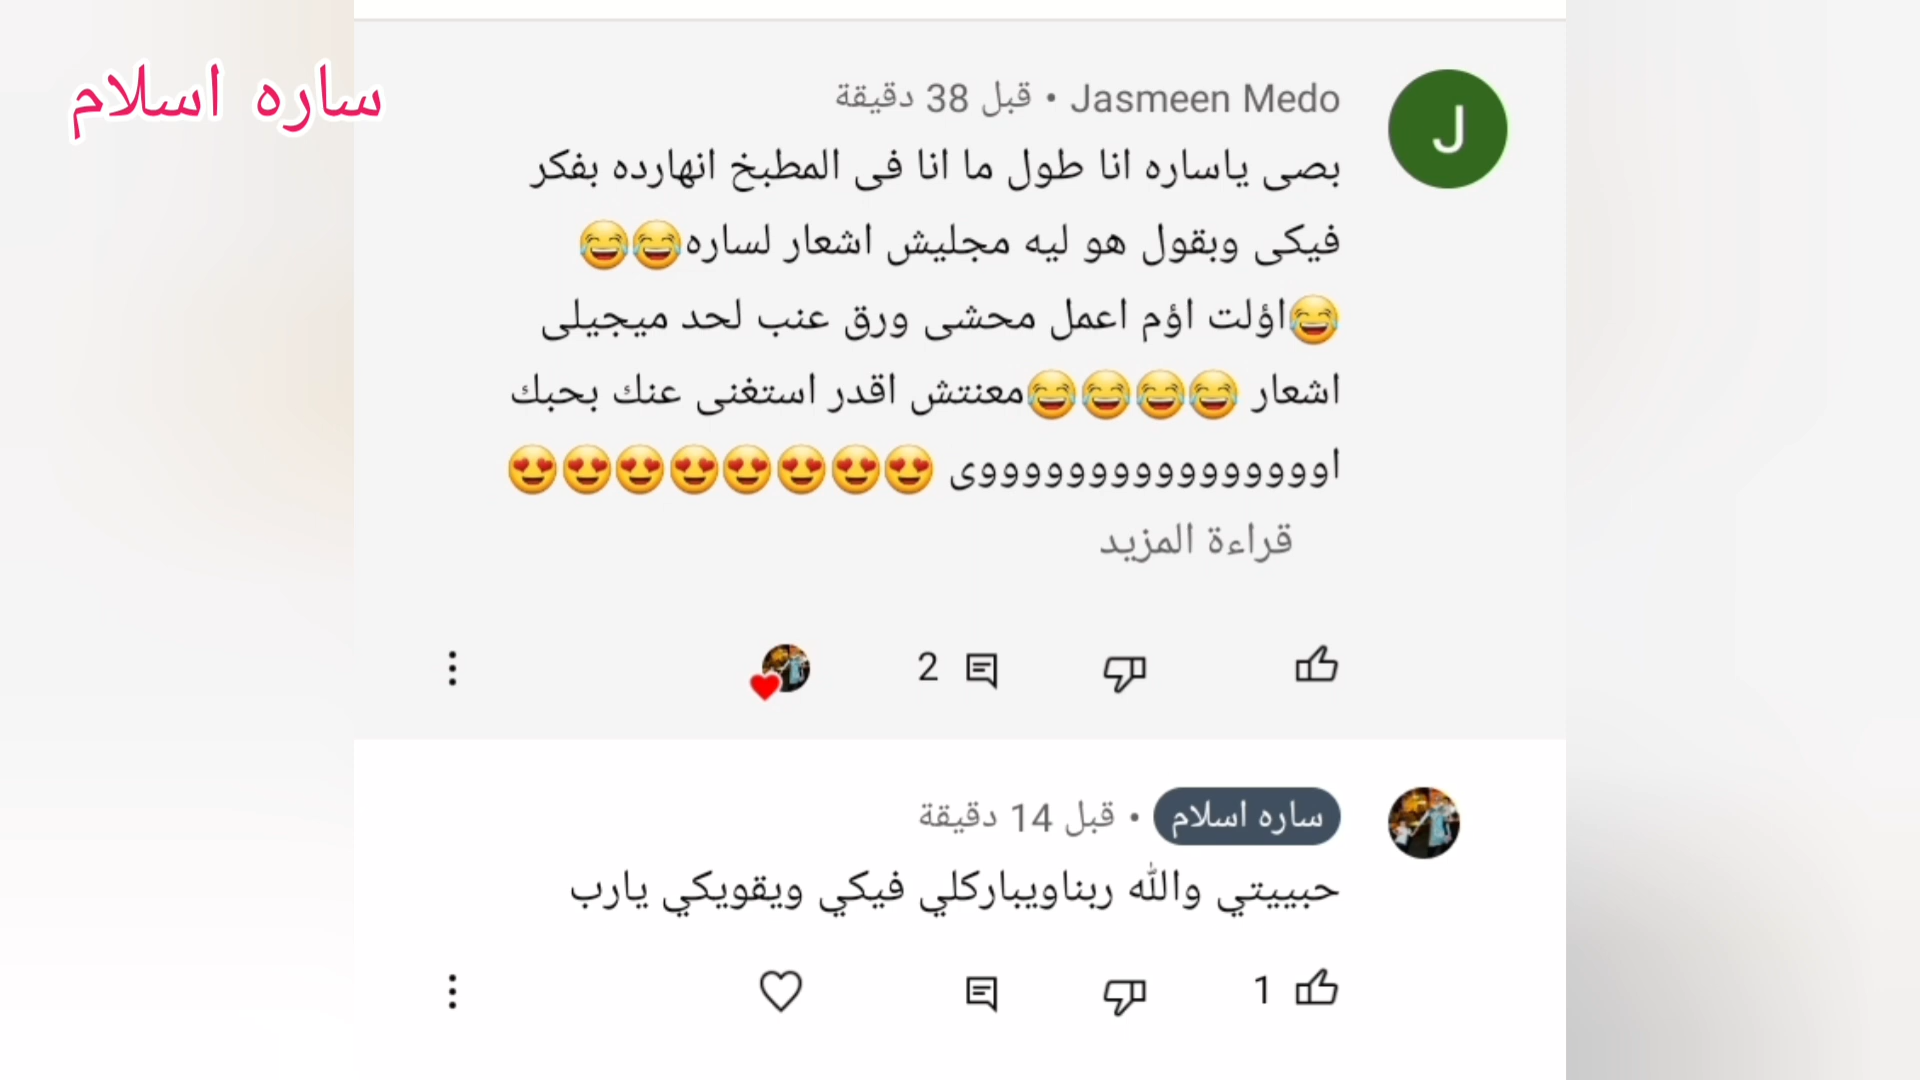 ساره اسلام
Jasmeen Medo • قبل 38 دقيقة
J
بصى ياساره انا طول ما انا فى المطبخ انهارده بفكر
فيكى وبقول هو ليه مجليش اشعار لساره😂😂
😂اؤلت اؤم اعمل محشى ورق عنب لحد ميجيلى
اشعار 😂😂😂😂معنتش اقدر استغنى عنك بحبك
اوووووووووووووووى 😍😍😍😍😍😍😍😍
قراءة المزيد
2
ساره اسلام • قبل 14 دقيقة
حبيييتي والله ربناويباركلي فيكي ويقويكي يارب
1